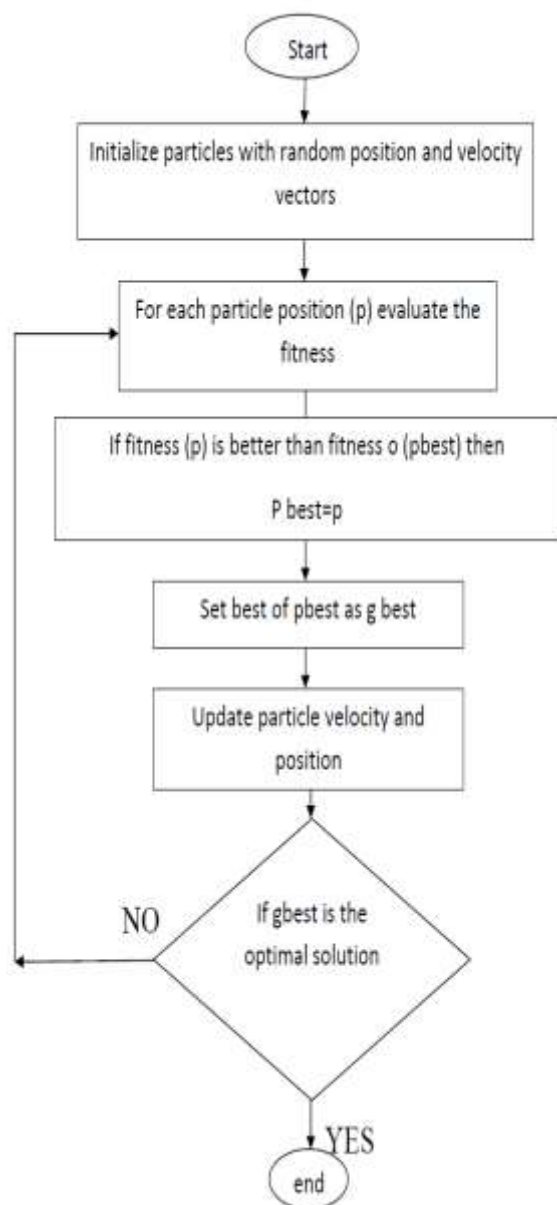 Start
Initialize particles with random position and velocity
vectors
For each particle position (p) evaluate the
fitness
If fitness (p) is better than fitness o (pbest) then
P best=p
Set best of pbest as g best
Update particle velocity and
position
NO
If gbest is the
optimal solution
YES
end